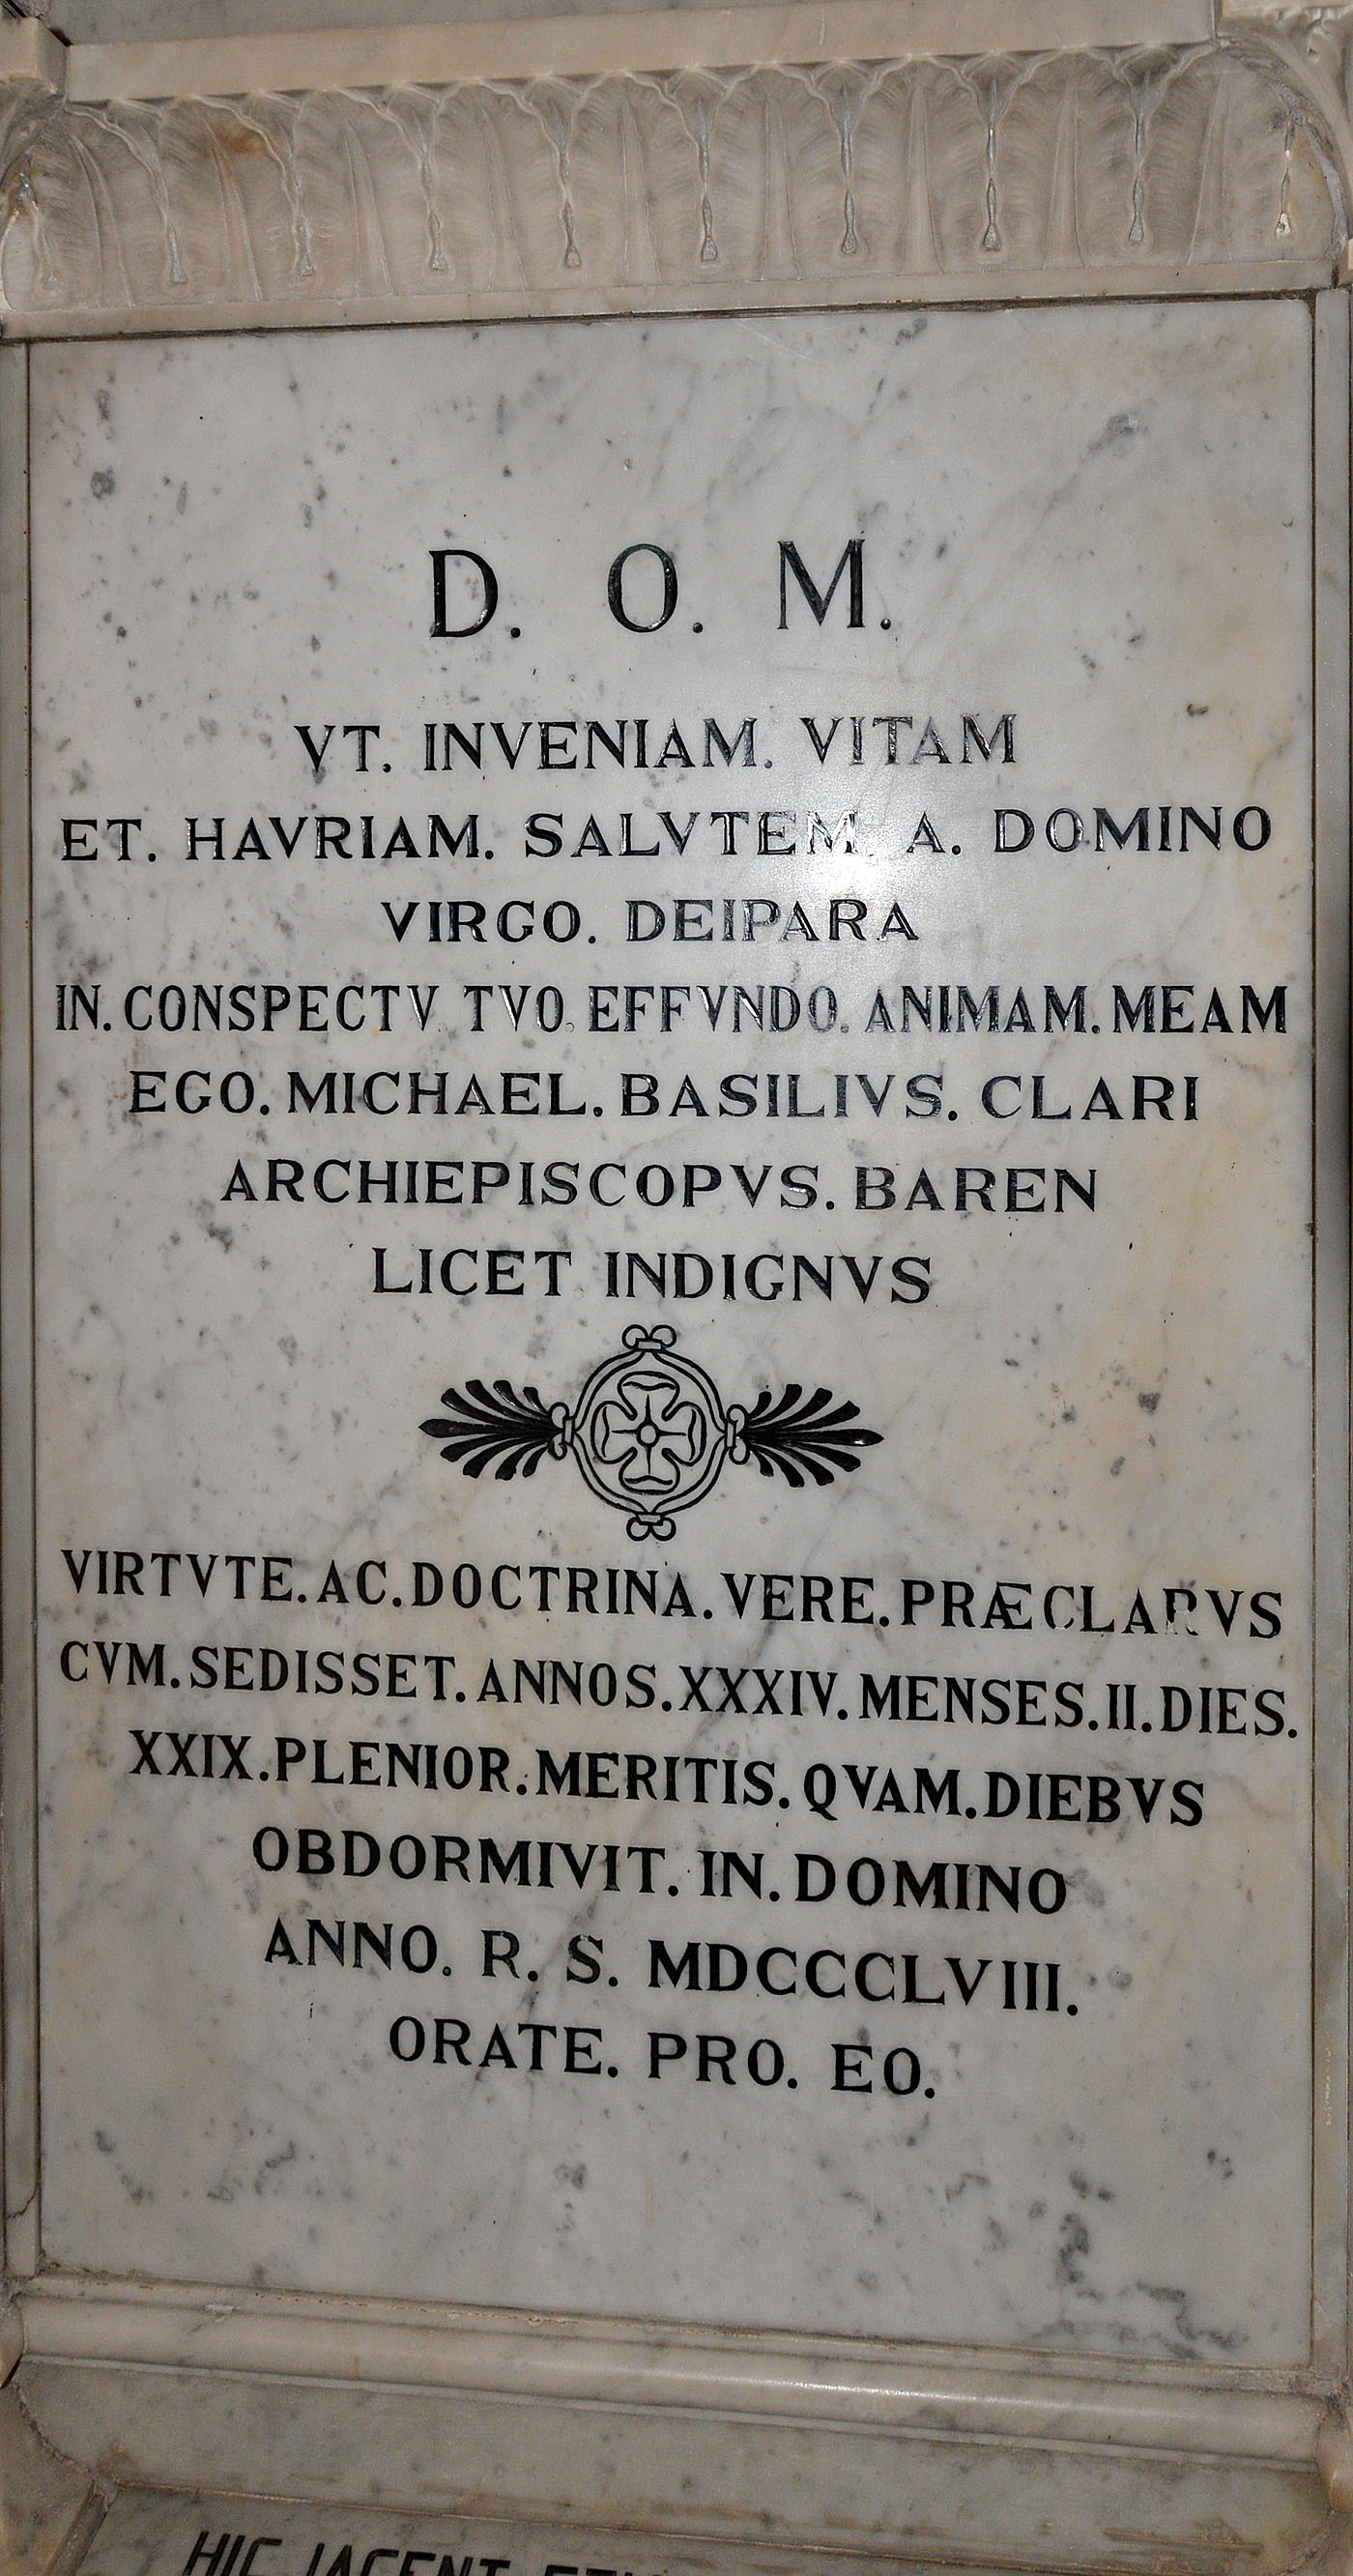 D. O. M.
VT. INVENIAM. VITAM
ET. HAVRIAM. SALVTEM. A. DOMINO
VIRGO. DEIPARA
IN. CONSPECTV. TVO. EFFVNDO. ANIMAM. MEAM
EGO. MICHAEL. BASILIVS. CLARI
ARCHIEPISCOPVS. BAREN
LICET INDIGNVS
VIRTVTE. AC. DOCTRINA. VERE. PRÆCLARVS
CVM. SEDISSET. ANNOS. XXXIV. MENSES. II. DIES.
XXIX. PLENIOR. MERITIS. QVAM. DIEBVS
OBDORMIVIT. IN. DOMINO
ANNO. R. S. MDCCCLVIII.
ORATE. PRO. EO.
HIC JACENT